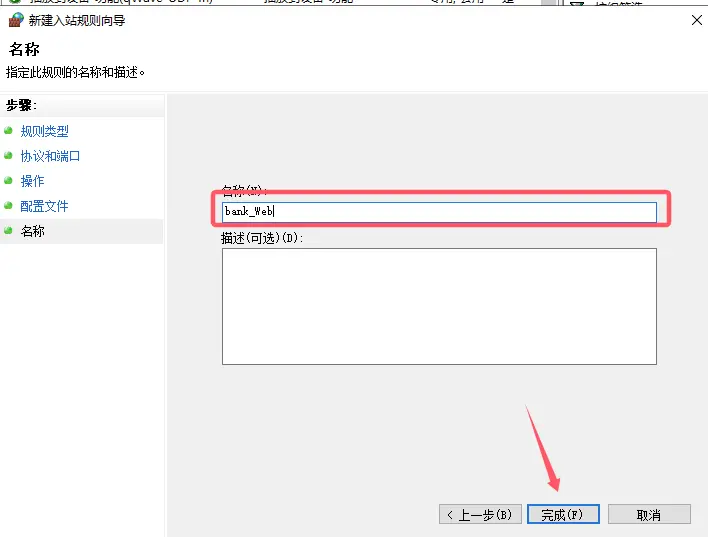 新建入站规则向导
名称
指定此规则的名称和描述。
步骤:
规则类型
协议和端口
操作
配置文件
名称
名称(N):
bank_Web
描述(可选)(D):
< 上一步(B)
完成(F)
取消